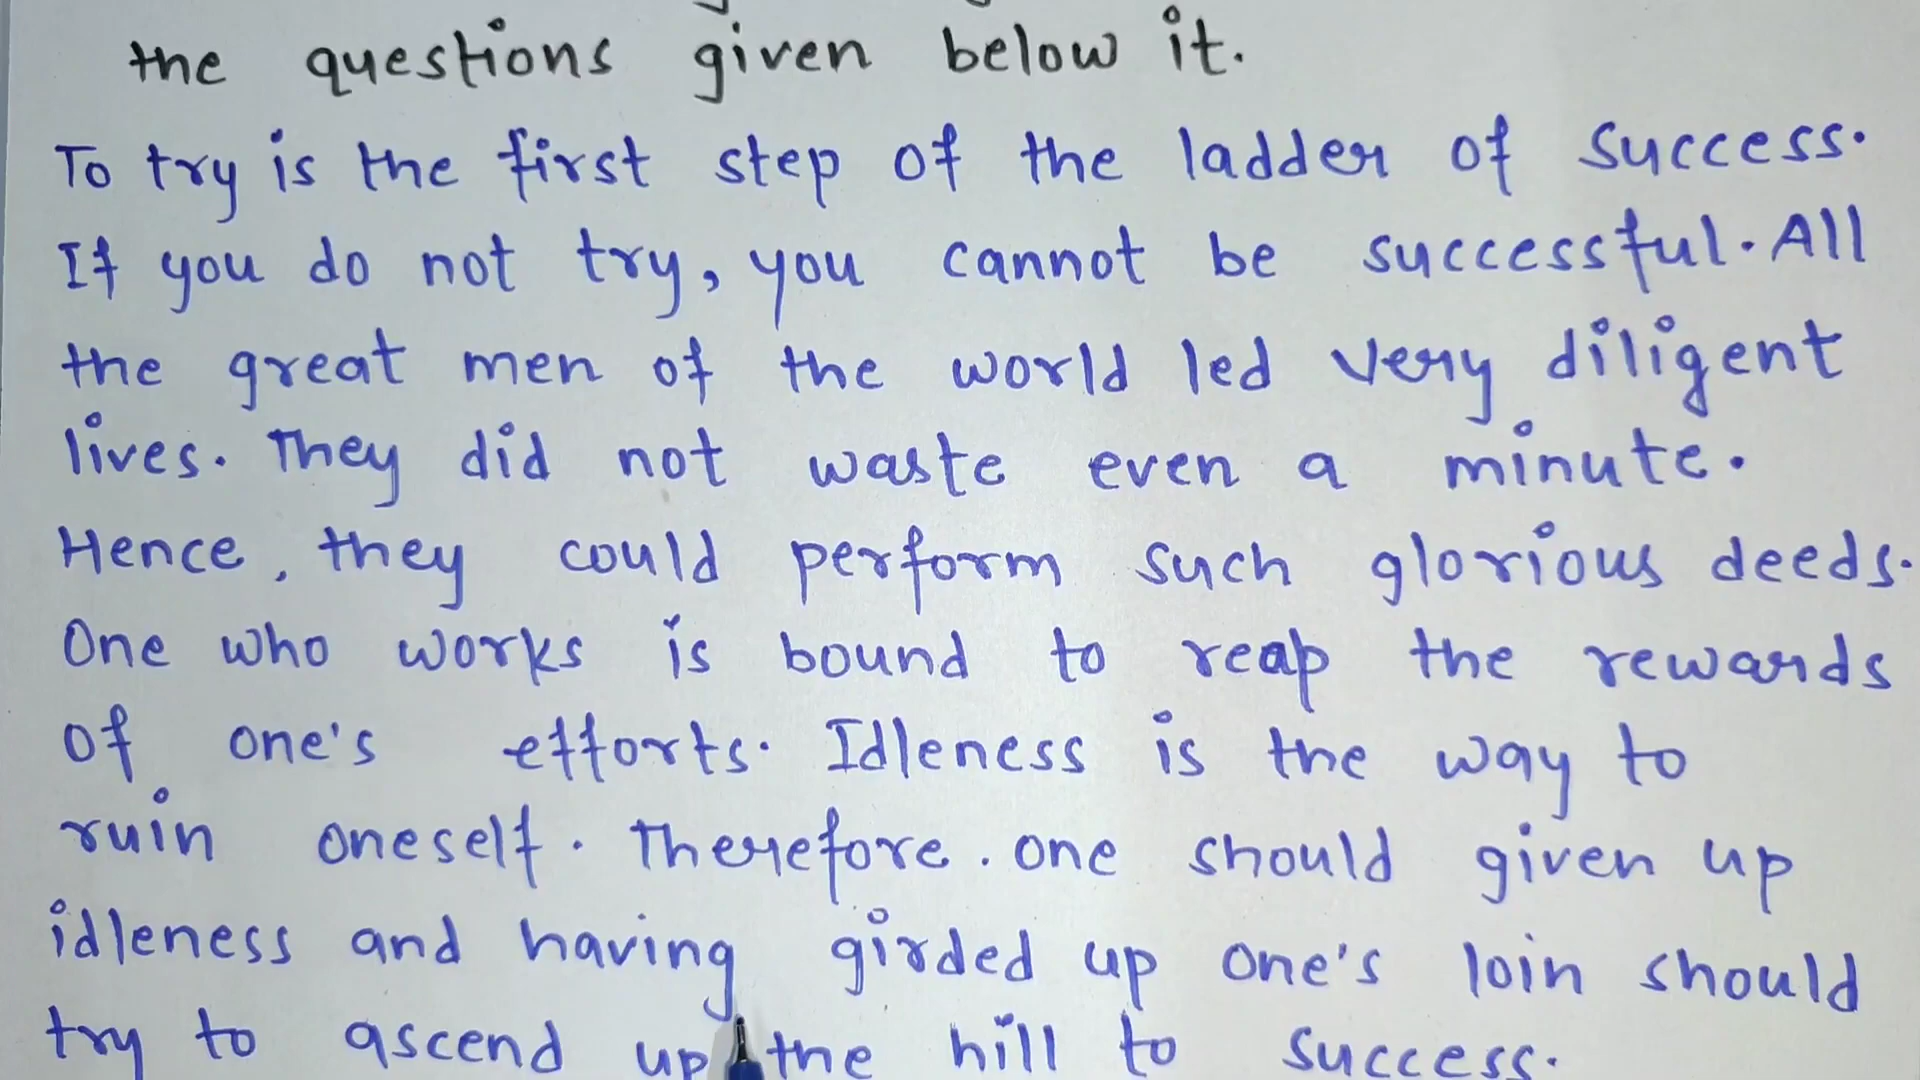 the questions given below it.
To try is the first step of the ladder of success.
If you do not try, you cannot be successful. All
the great men of the world led very diligent
lives. They did not waste even a minute.
Hence, they could perform such glorious deeds.
One who works is bound to reap the rewards
of one's efforts. Idleness is the way to
ruin oneself. Therefore. one should given up
idleness and having girded up one's loin should
try to ascend up the hill to success.